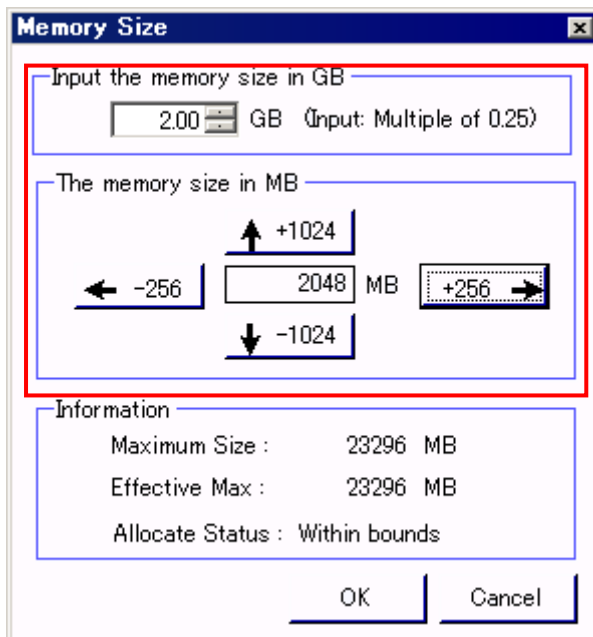 Memory Size
Input the memory size in GB
2.00 GB (Input: Multiple of 0.25)
The memory size in MB
+1024
-256 2048 MB +256
-1024
Information
Maximum Size : 23296 MB
Effective Max : 23296 MB
Allocate Status : Within bounds
OK Cancel